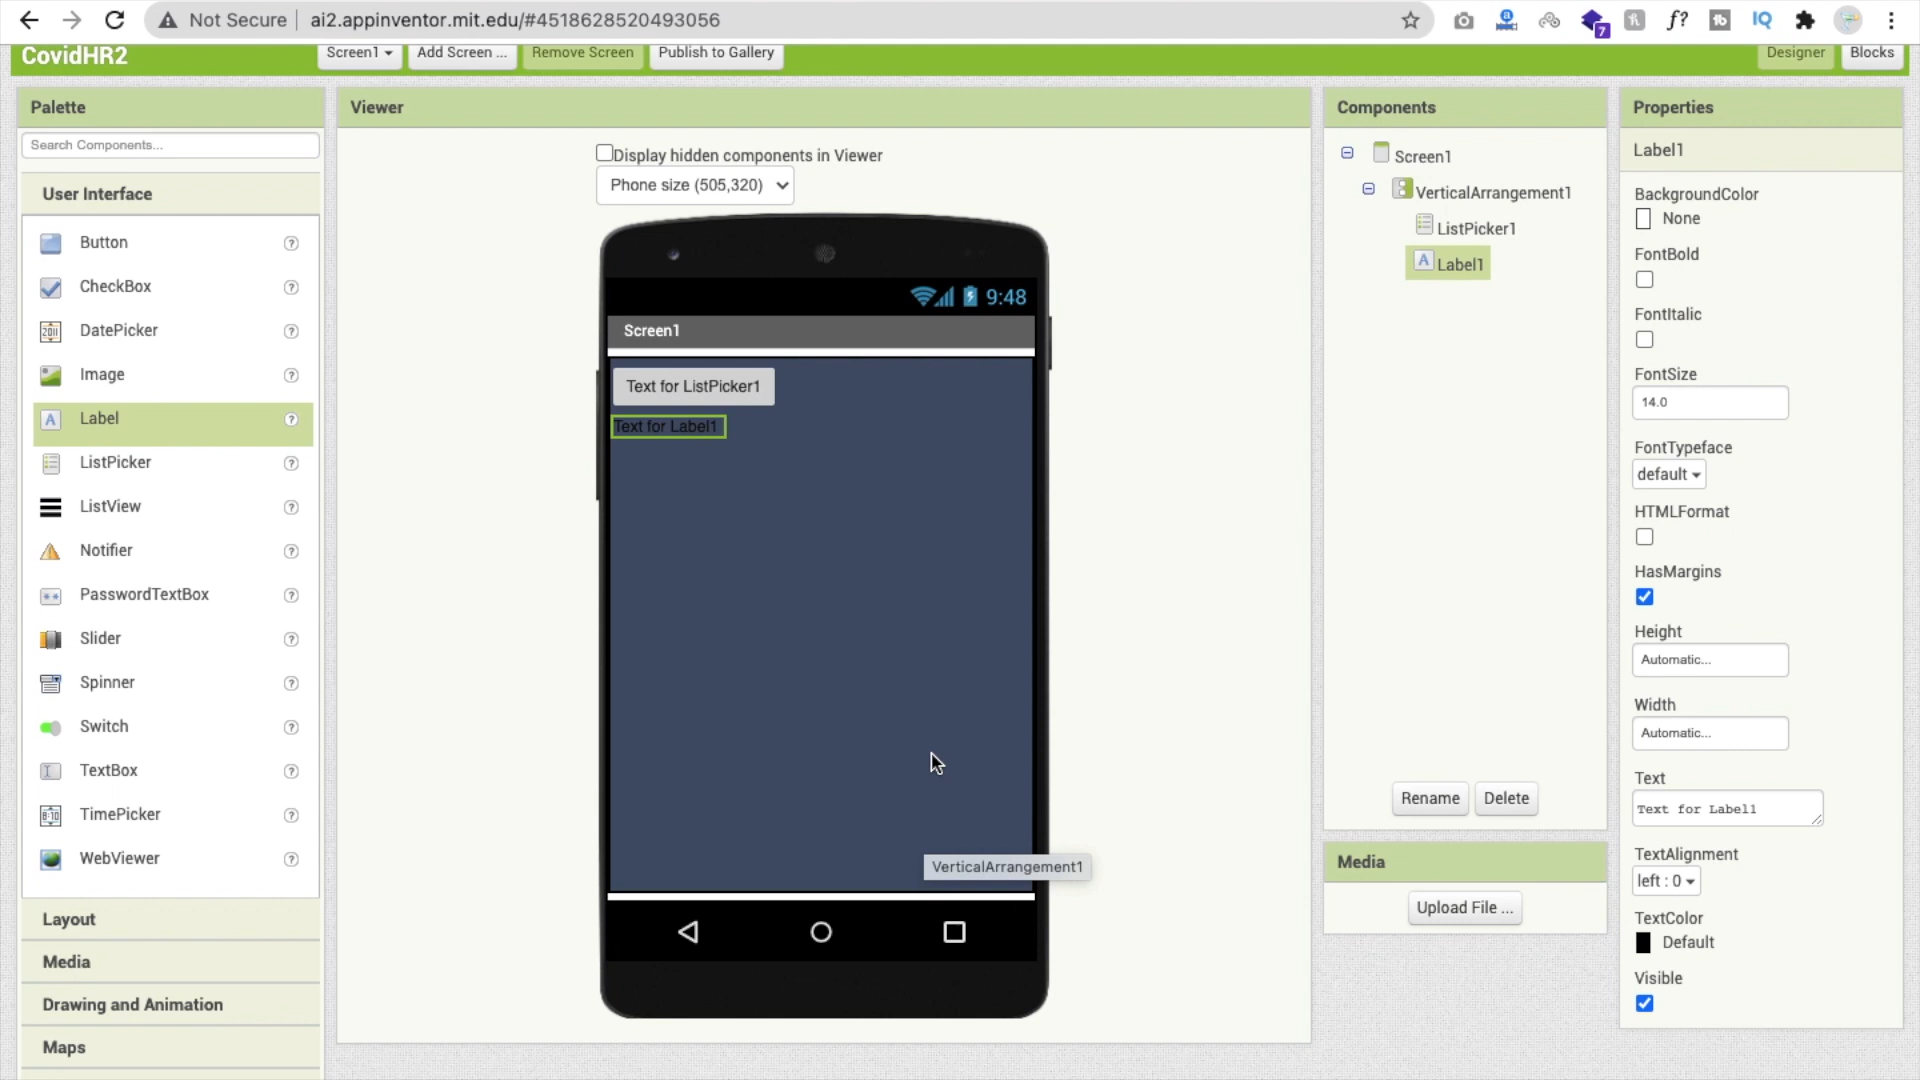 Not Secure | ai2.appinventor.mit.edu/#4518628520493056
7
f?
IQ
CovidHR2
Screen1
Add Screen ...
Remove Screen
Publish to Gallery
Designer
Blocks
Palette
Search Components...
User Interface
Button
CheckBox
DatePicker
Image
Label
ListPicker
ListView
Notifier
PasswordTextBox
Slider
Spinner
Switch
TextBox
TimePicker
WebViewer
Layout
Media
Drawing and Animation
Maps
Viewer
Display hidden components in Viewer
Phone size (505,320)
9:48
Screen1
Text for ListPicker1
Text for Label1
VerticalArrangement1
Components
Screen1
VerticalArrangement1
ListPicker1
Label1
Rename
Delete
Media
Upload File ...
Properties
Label1
BackgroundColor
None
FontBold
FontItalic
FontSize
14.0
FontTypeface
default
HTMLFormat
HasMargins
Height
Automatic...
Width
Automatic...
Text
Text for Label1
TextAlignment
left : 0
TextColor
Default
Visible